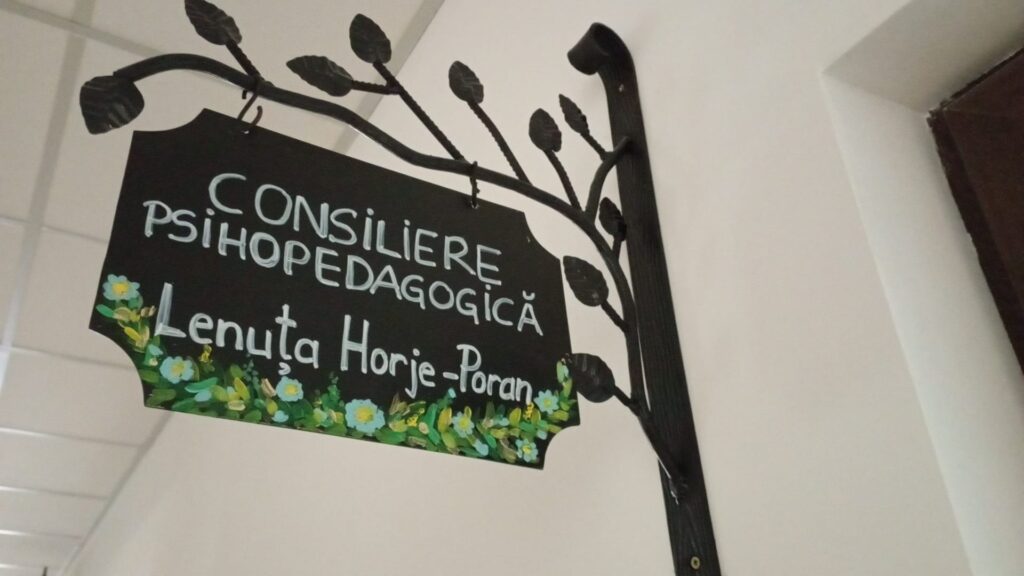 CONSILIERE
PSIHOPEDAGOGICĂ
Lenuța Horje-Poran